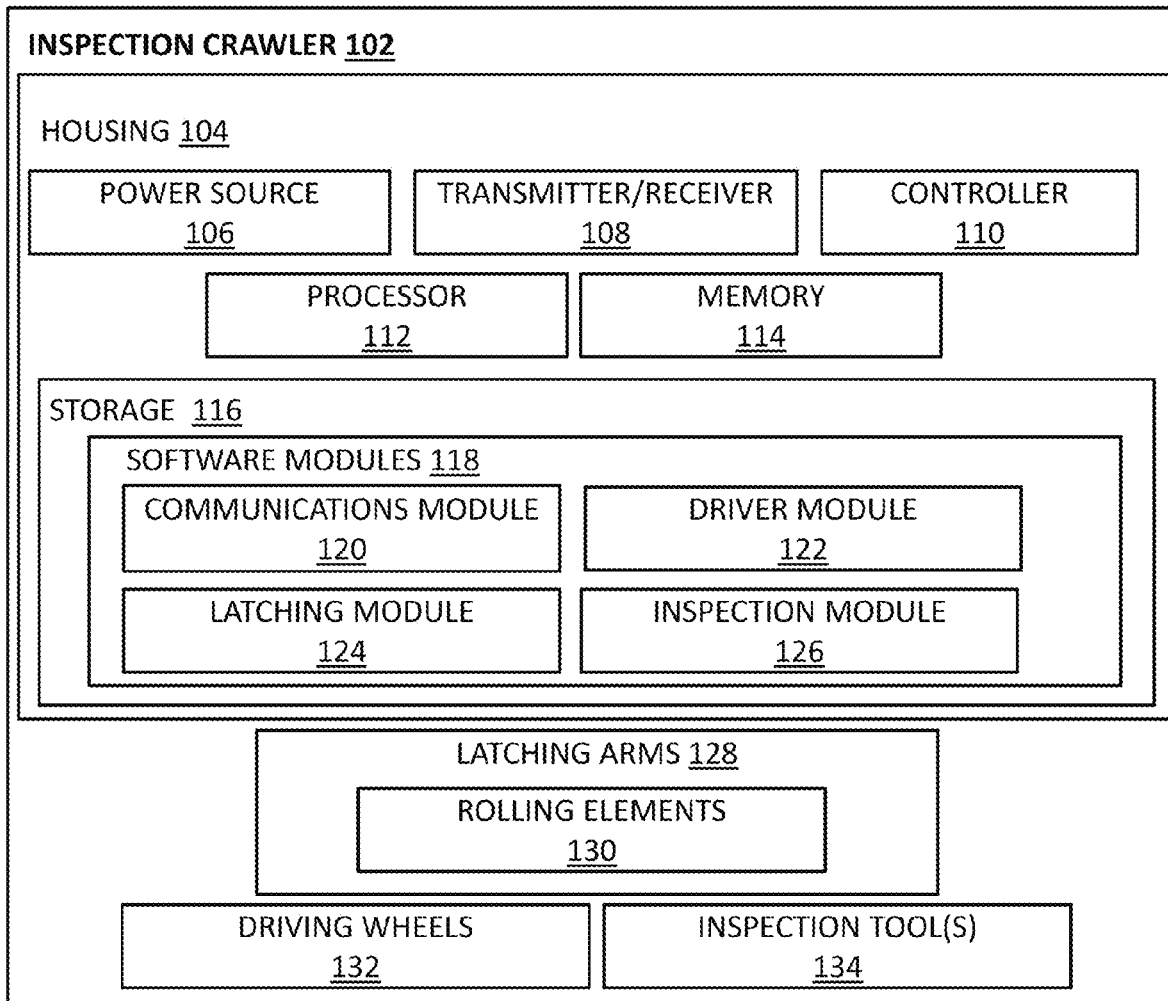 INSPECTION CRAWLER 102
HOUSING 104
POWER SOURCE
106
TRANSMITTER/RECEIVER
108
CONTROLLER
110
PROCESSOR
112
MEMORY
114
STORAGE 116
SOFTWARE MODULES 118
COMMUNICATIONS MODULE
120
DRIVER MODULE
122
LATCHING MODULE
124
INSPECTION MODULE
126
LATCHING ARMS 128
ROLLING ELEMENTS
130
DRIVING WHEELS
132
INSPECTION TOOL(S)
134